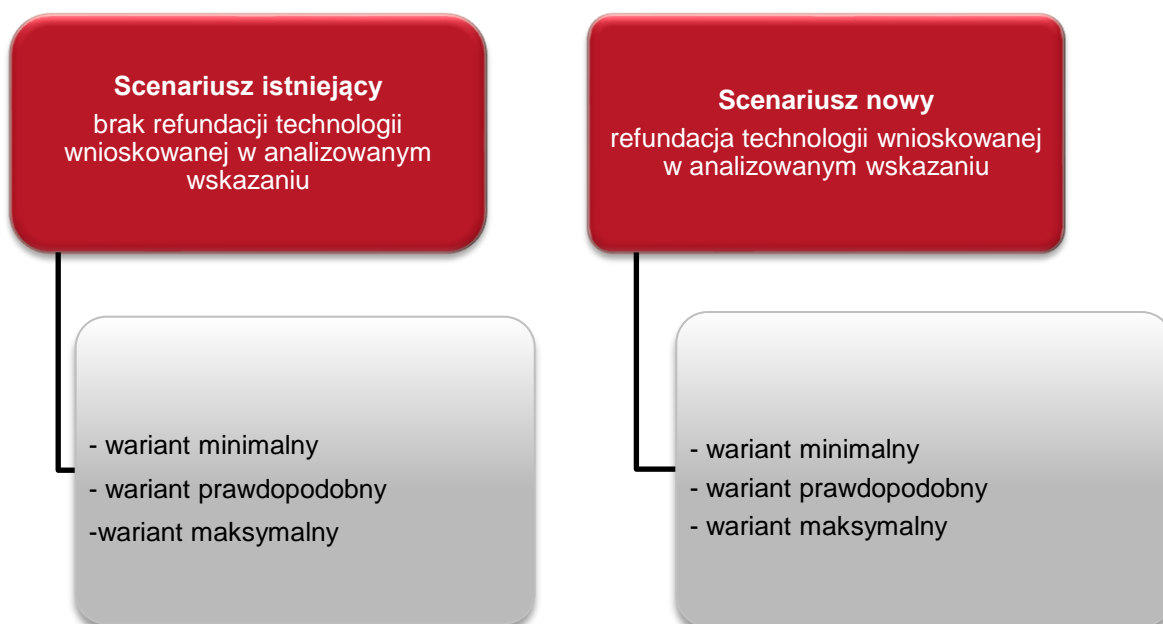 Scenariusz istniejący
brak refundacji technologii
wnioskowanej w analizowanym
wskazaniu
- wariant minimalny
- wariant prawdopodobny
-wariant maksymalny
Scenariusz nowy
refundacja technologii wnioskowanej
w analizowanym wskazaniu
- wariant minimalny
- wariant prawdopodobny
- wariant maksymalny